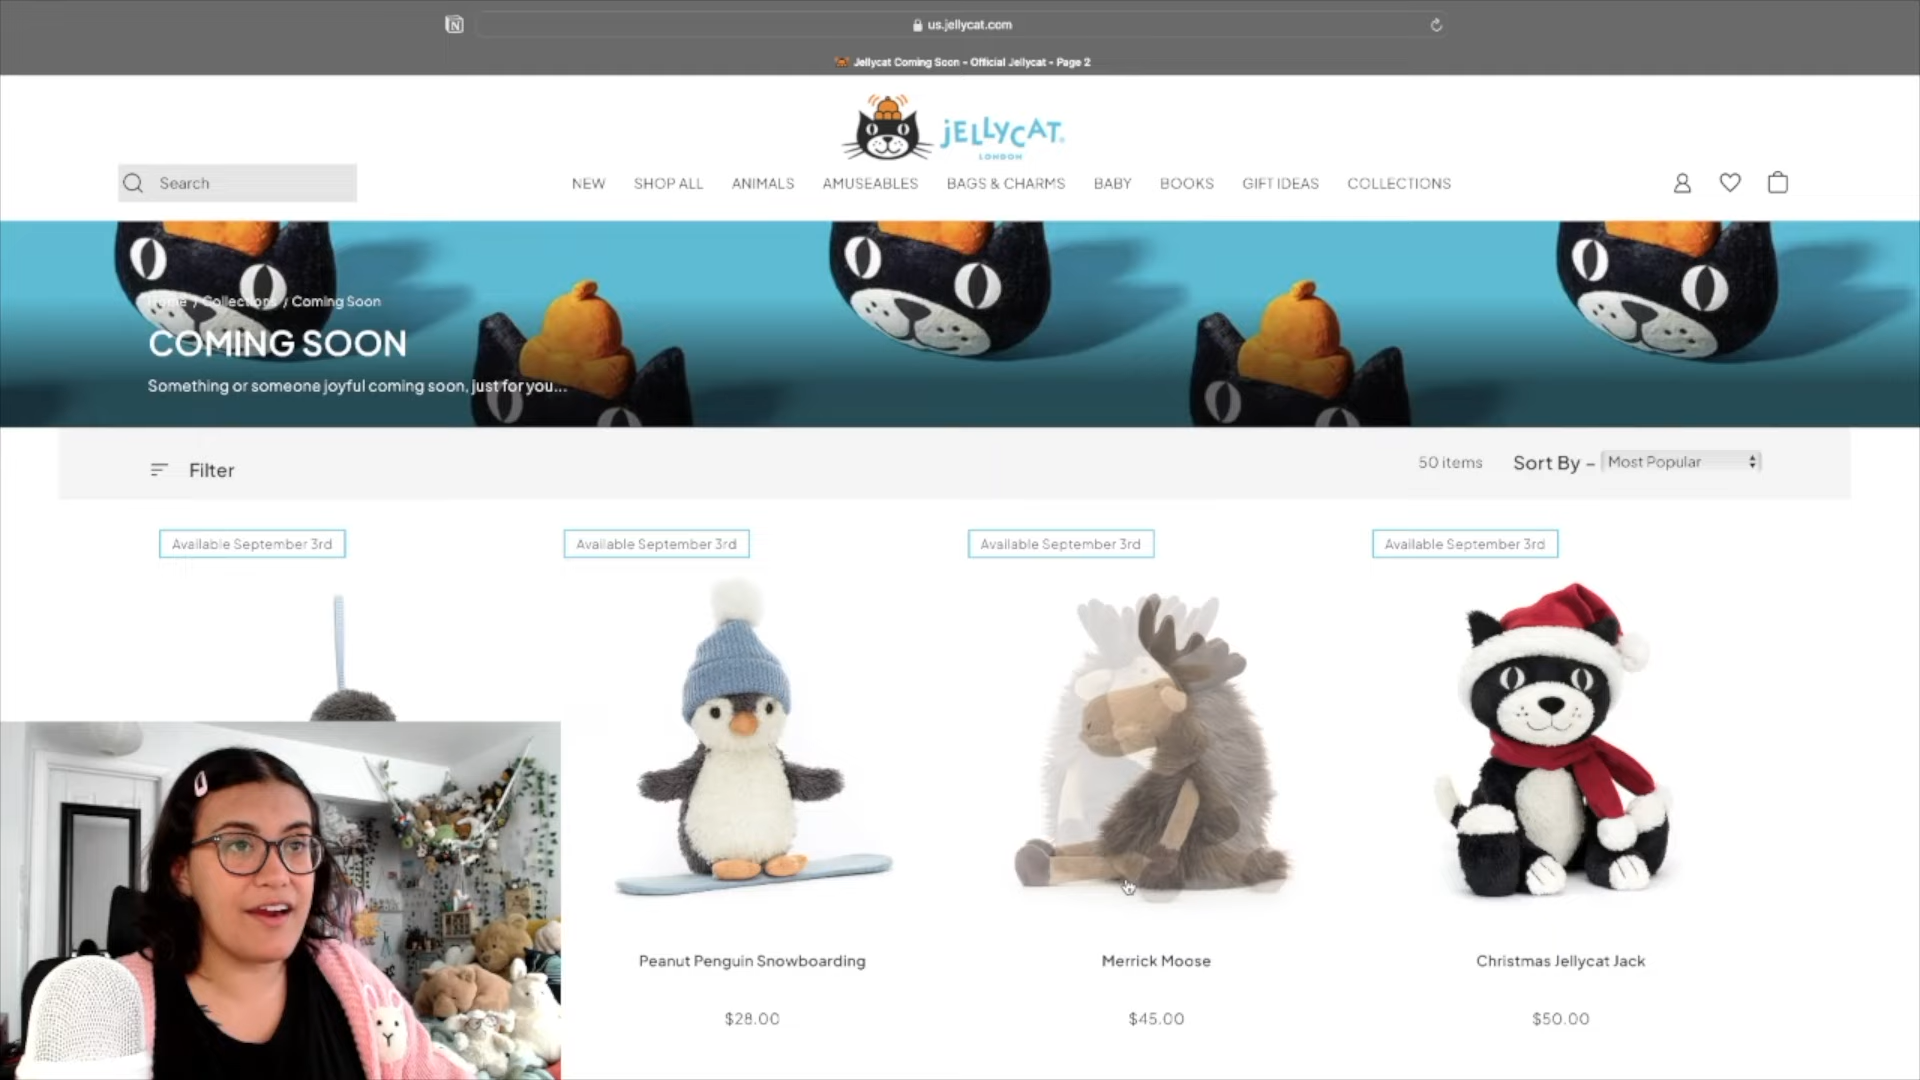 us.jellycat.com
Jellycat Coming Soon - Official Jellycat - Page 2
JELLYCAT
LONDON
Search
NEW SHOP ALL ANIMALS AMUSEABLES BAGS & CHARMS BABY BOOKS GIFT IDEAS COLLECTIONS
Home / Collections / Coming Soon
COMING SOON
Something or someone joyful coming soon, just for you...
Filter
50 items Sort By – Most Popular
Available September 3rd Available September 3rd Available September 3rd Available September 3rd
Peanut Penguin Snowboarding Merrick Moose Christmas Jellycat Jack
$28.00 $45.00 $50.00